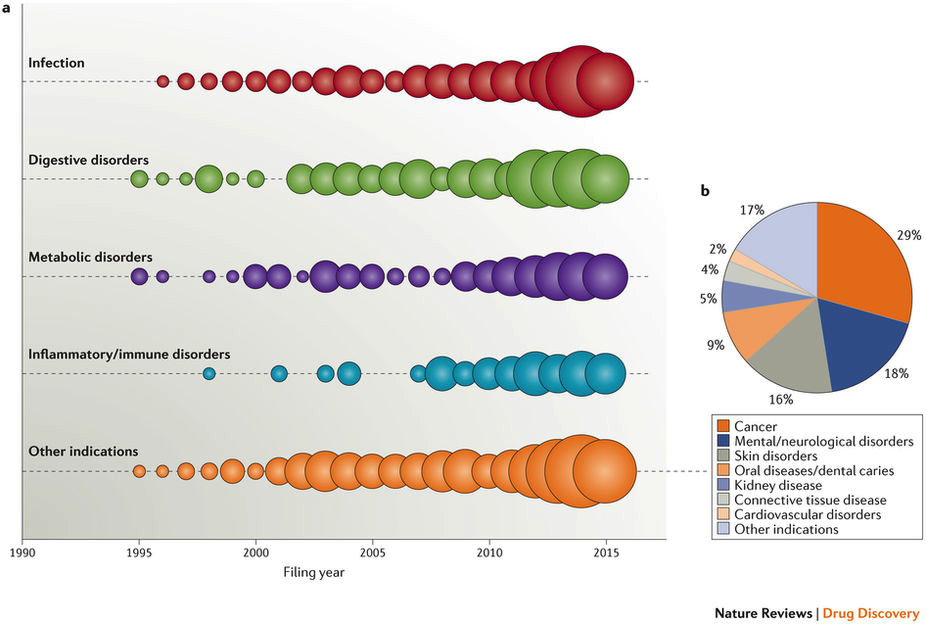 a
Infection
Digestive disorders
Metabolic disorders
Inflammatory/immune disorders
Other indications
1990
1995
2000
2005
2010
2015
Filing year
b
17%
29%
2%
4%
5%
9%
18%
16%
Cancer
Mental/neurological disorders
Skin disorders
Oral diseases/dental caries
Kidney disease
Connective tissue disease
Cardiovascular disorders
Other indications
Nature Reviews | Drug Discovery